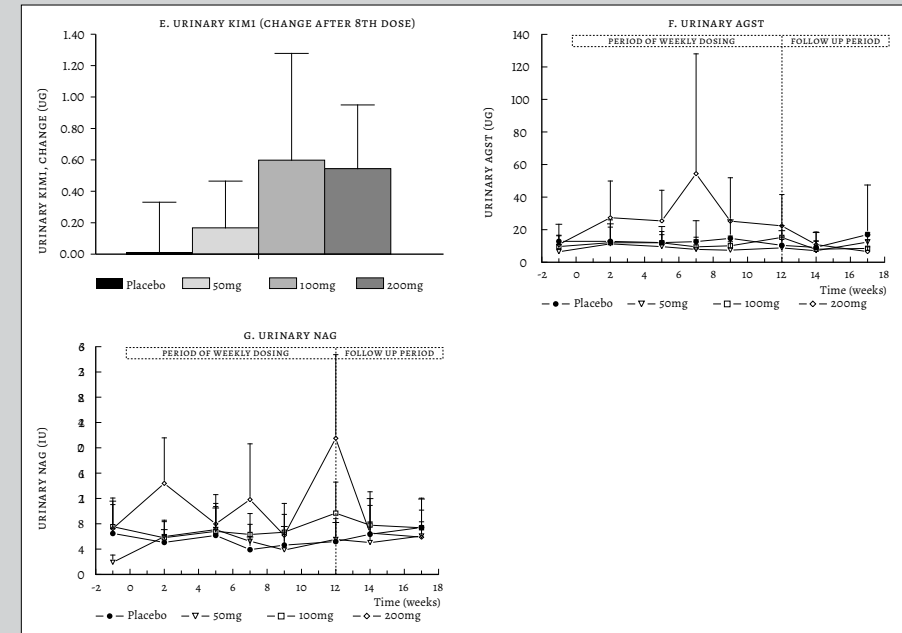 E. URINARY KIM1 (CHANGE AFTER 8TH DOSE)
URINARY KIM1, CHANGE (UG)
1.40
1.20
1.00
0.80
0.60
0.40
0.20
0.00
Placebo 50mg 100mg 200mg
F. URINARY AGST
PERIOD OF WEEKLY DOSING FOLLOW UP PERIOD
URINARY AGST (UG)
140
120
100
80
60
40
20
0
-2 0 2 4 6 8 10 12 14 16 18
Time (weeks)
Placebo 50mg 100mg 200mg
G. URINARY NAG
PERIOD OF WEEKLY DOSING FOLLOW UP PERIOD
URINARY NAG (IU)
8
4
0
-2 0 2 4 6 8 10 12 14 16 18
Time (weeks)
Placebo 50mg 100mg 200mg